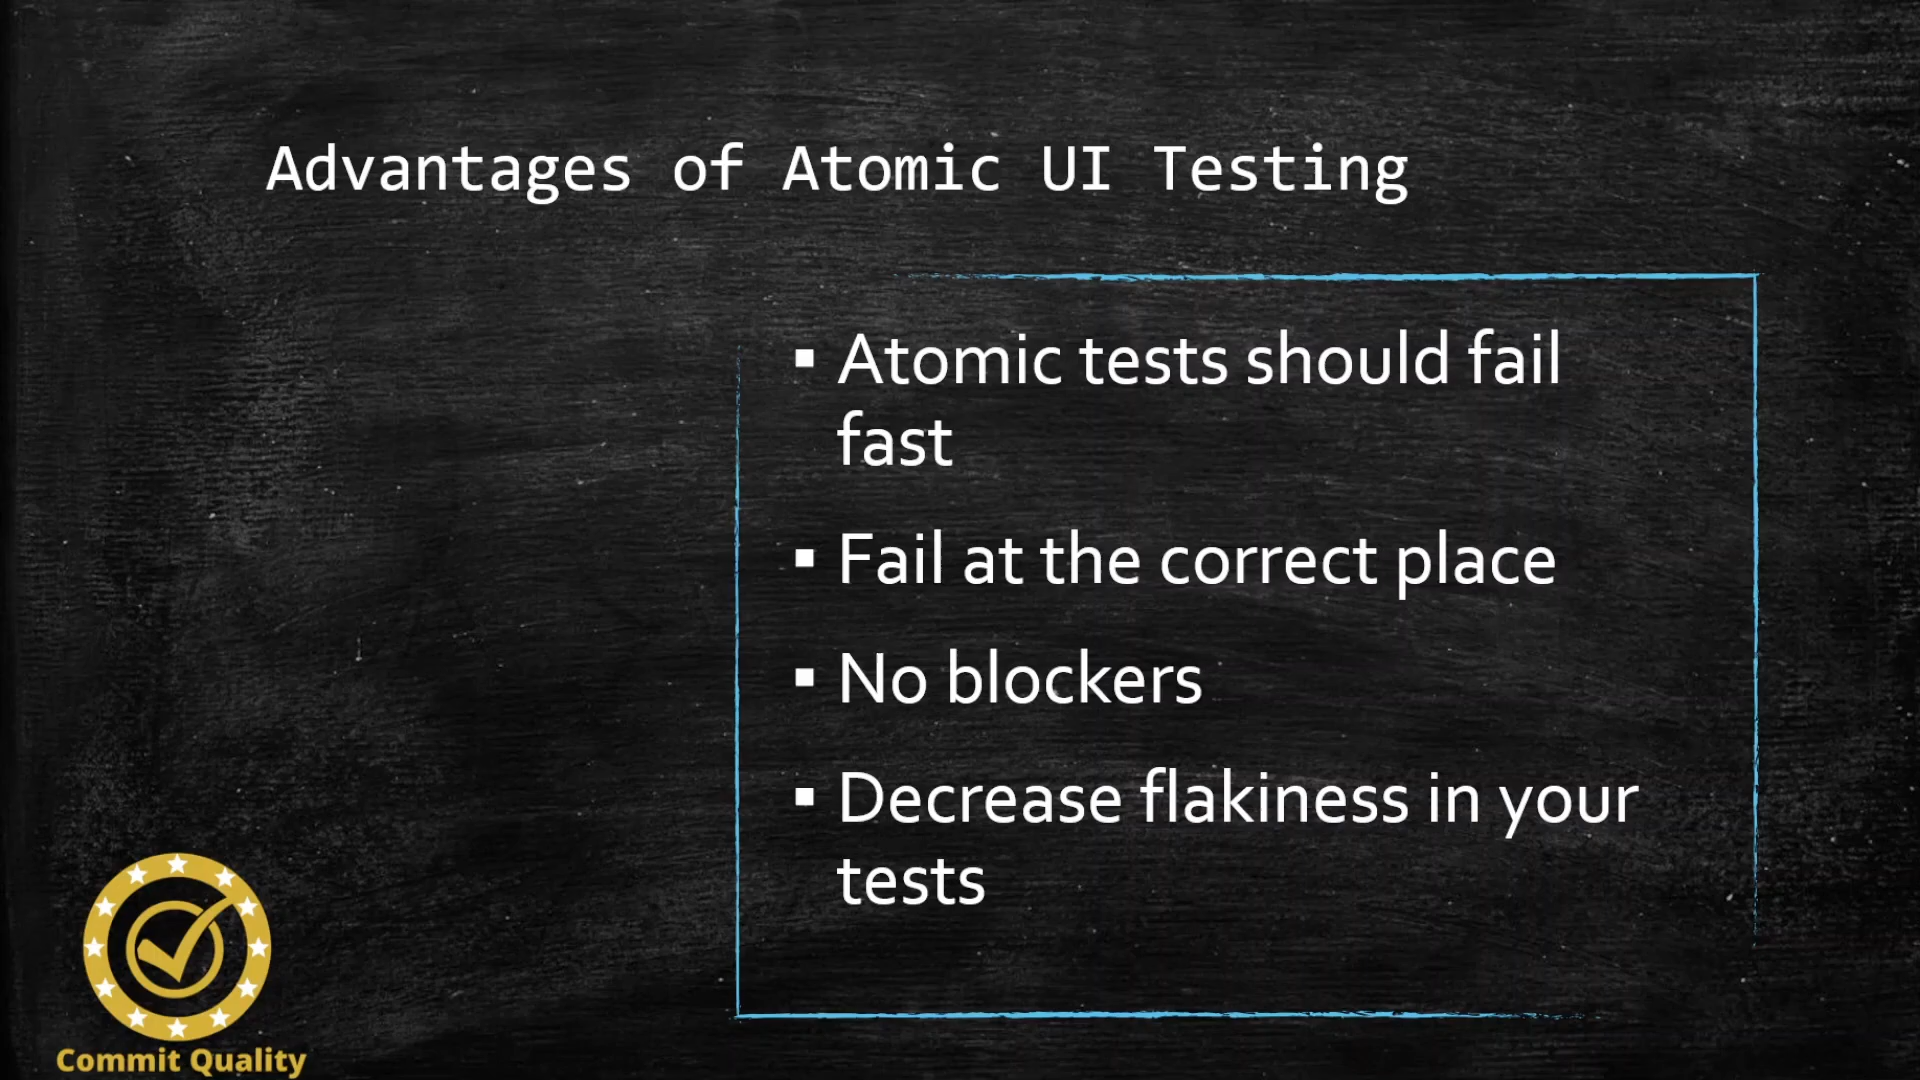 Advantages of Atomic UI Testing
▪ Atomic tests should fail
fast
▪ Fail at the correct place
▪ No blockers
▪ Decrease flakiness in your
tests
Commit Quality